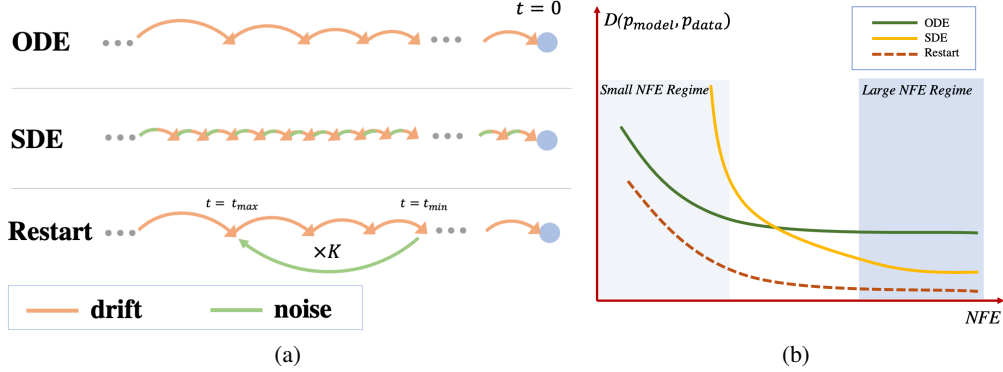 t = 0
ODE
SDE
t = t_max
t = t_min
Restart
×K
drift
noise
(a)
D(p_model, p_data)
ODE
SDE
Restart
Small NFE Regime
Large NFE Regime
NFE
(b)